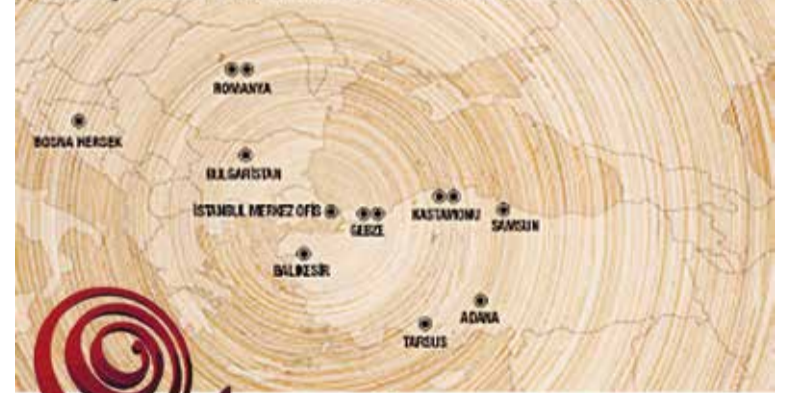 ROMANYA
BOSNA HERSEK
BULGARİSTAN
İSTANBUL MERKEZ OFİS
GEBZE
KASTAMONU
SAMSUN
BALIKESİR
ADANA
TARSUS